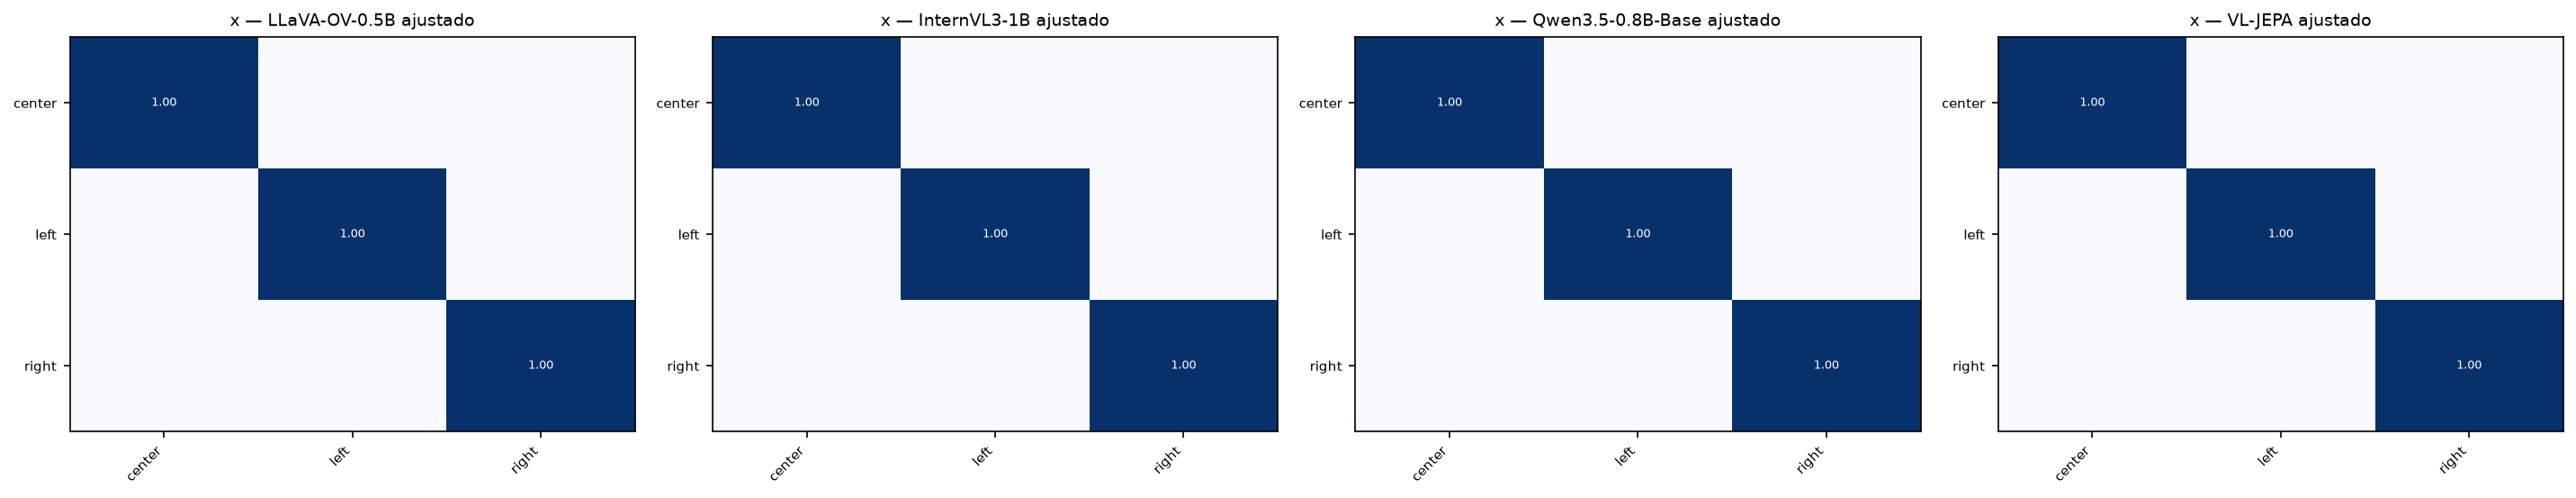 x — LLaVA-OV-0.5B ajustado
center
left
right
1.00
1.00
1.00
center
left
right
x — InternVL3-1B ajustado
center
left
right
1.00
1.00
1.00
center
left
right
x — Qwen3.5-0.8B-Base ajustado
center
left
right
1.00
1.00
1.00
center
left
right
x — VL-JEPA ajustado
center
left
right
1.00
1.00
1.00
center
left
right